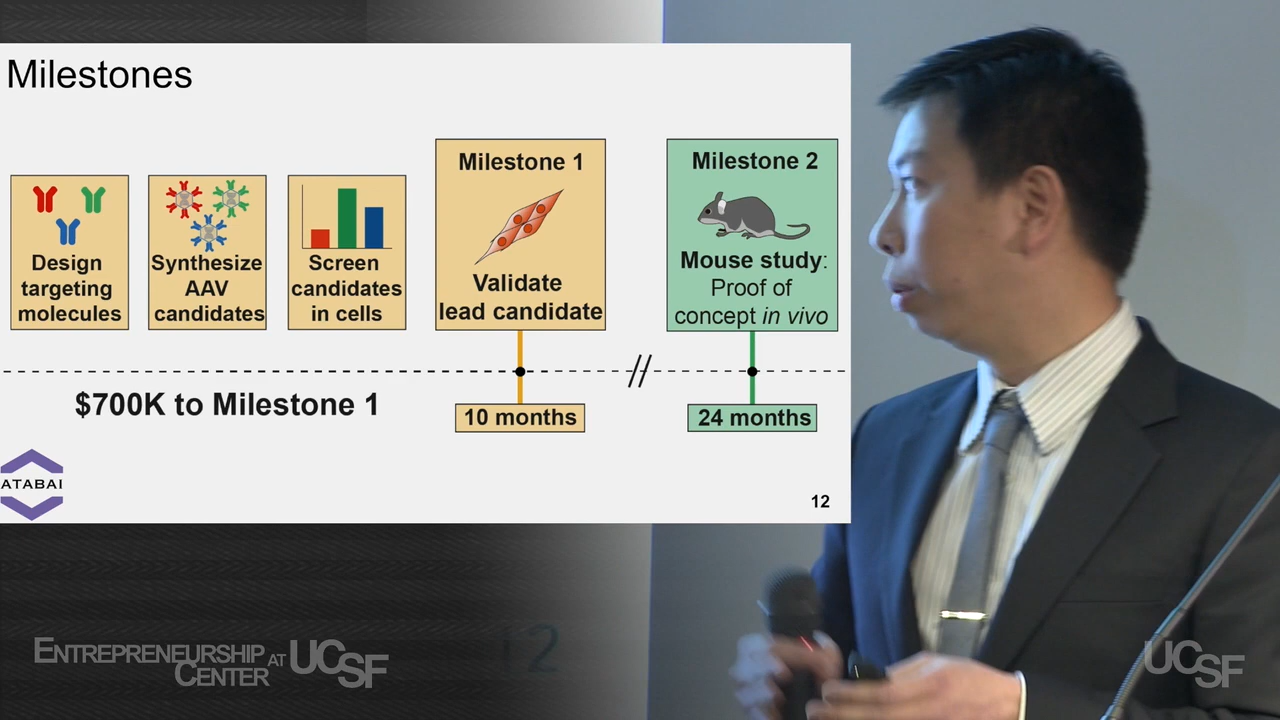 Milestones
Design
targeting
molecules
Synthesize
AAV
candidates
Screen
candidates
in cells
Milestone 1
Validate
lead candidate
Milestone 2
Mouse study:
Proof of
concept in vivo
$700K to Milestone 1
10 months
24 months
ATABAI
12
12
ENTREPRENEURSHIP
CENTER AT UCSF
UCSF